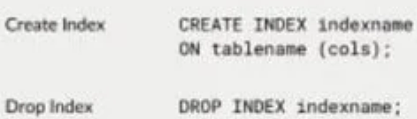 Create Index CREATE INDEX indexname
ON tablename (cols);
Drop Index DROP INDEX indexname;